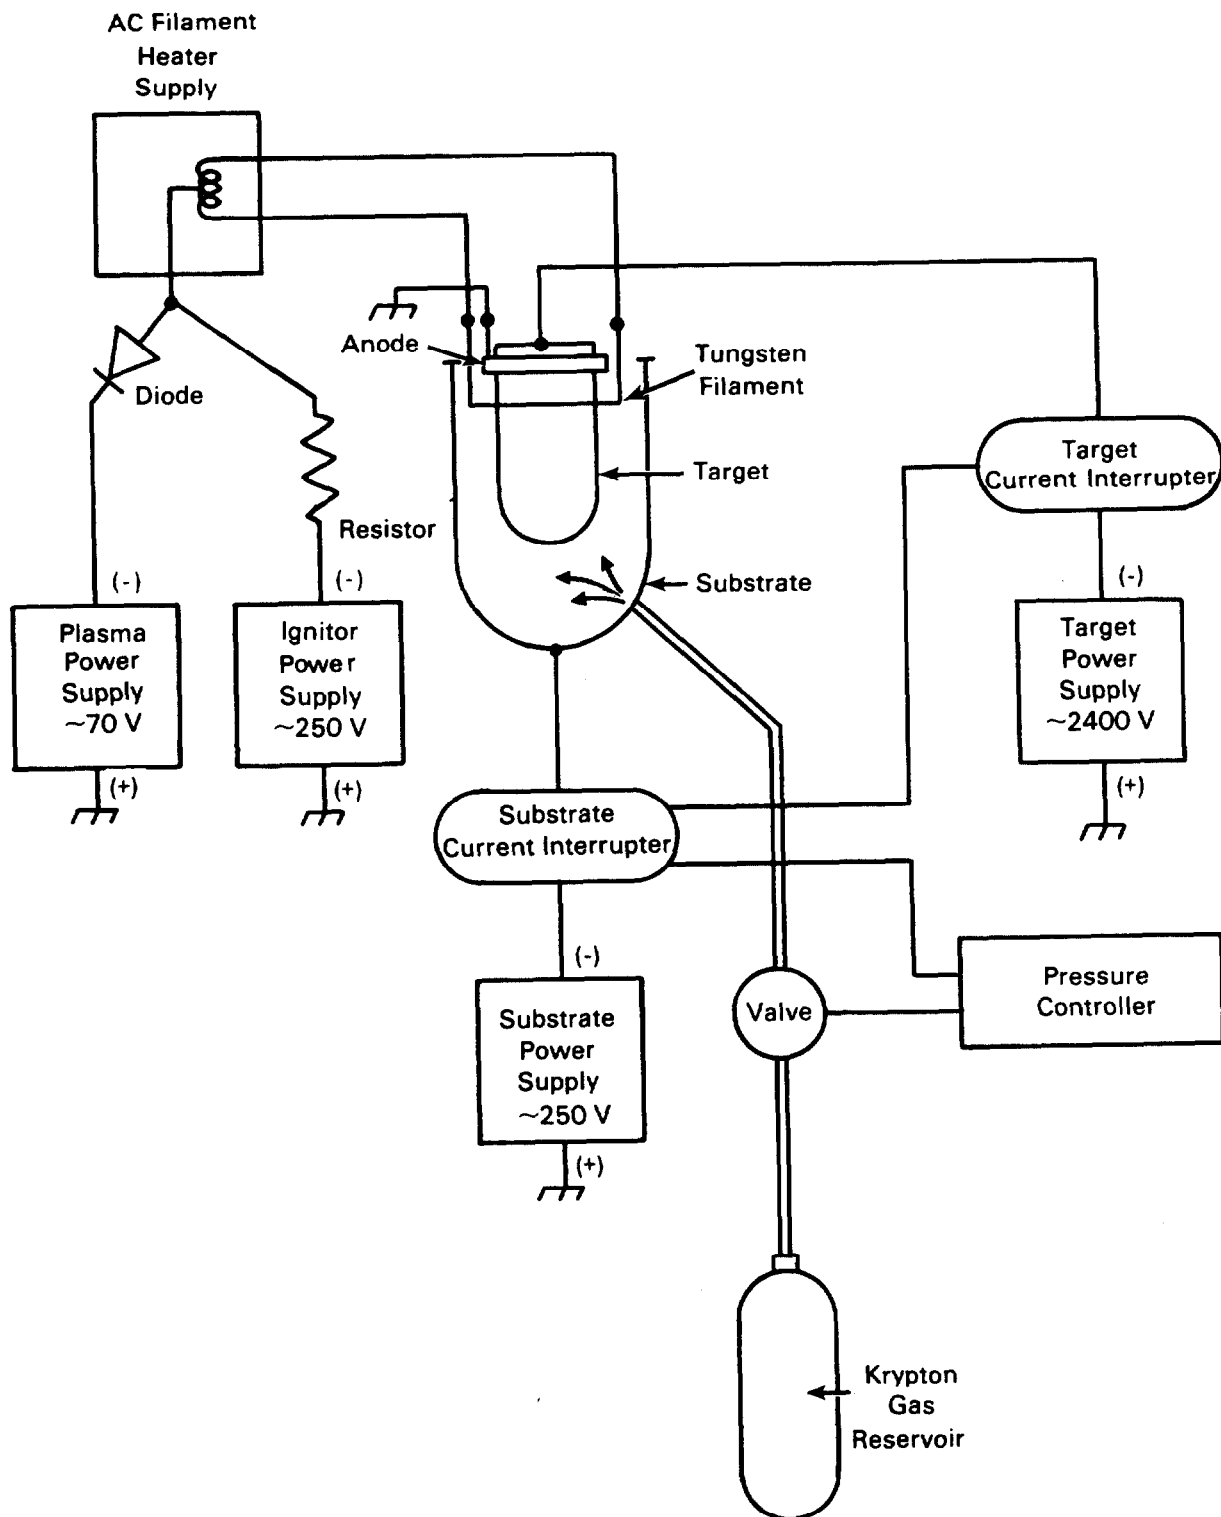 AC Filament
Heater
Supply
Anode
Tungsten
Filament
Diode
Target
Target
Current Interrupter
Resistor
(-)
(-)
Substrate
(-)
Plasma
Power
Supply
~70 V
Ignitor
Power
Supply
~250 V
Target
Power
Supply
~2400 V
(+)
(+)
(+)
Substrate
Current Interrupter
(-)
Pressure
Controller
Valve
Substrate
Power
Supply
~250 V
(+)
Krypton
Gas
Reservoir